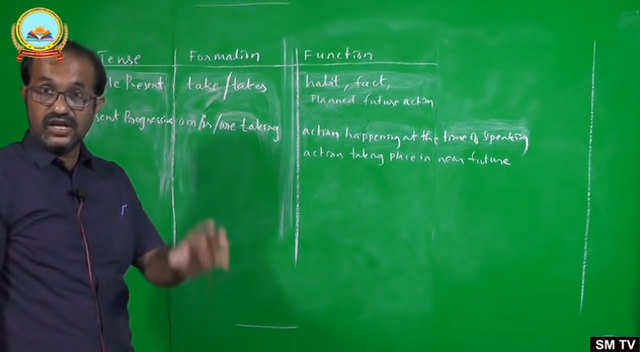 Tense Formation Function
le Present take/takes habit, fact,
Planned future action
sent Progressive am/is/are taking action happening at the time of speaking
action taking place in near future
SM TV